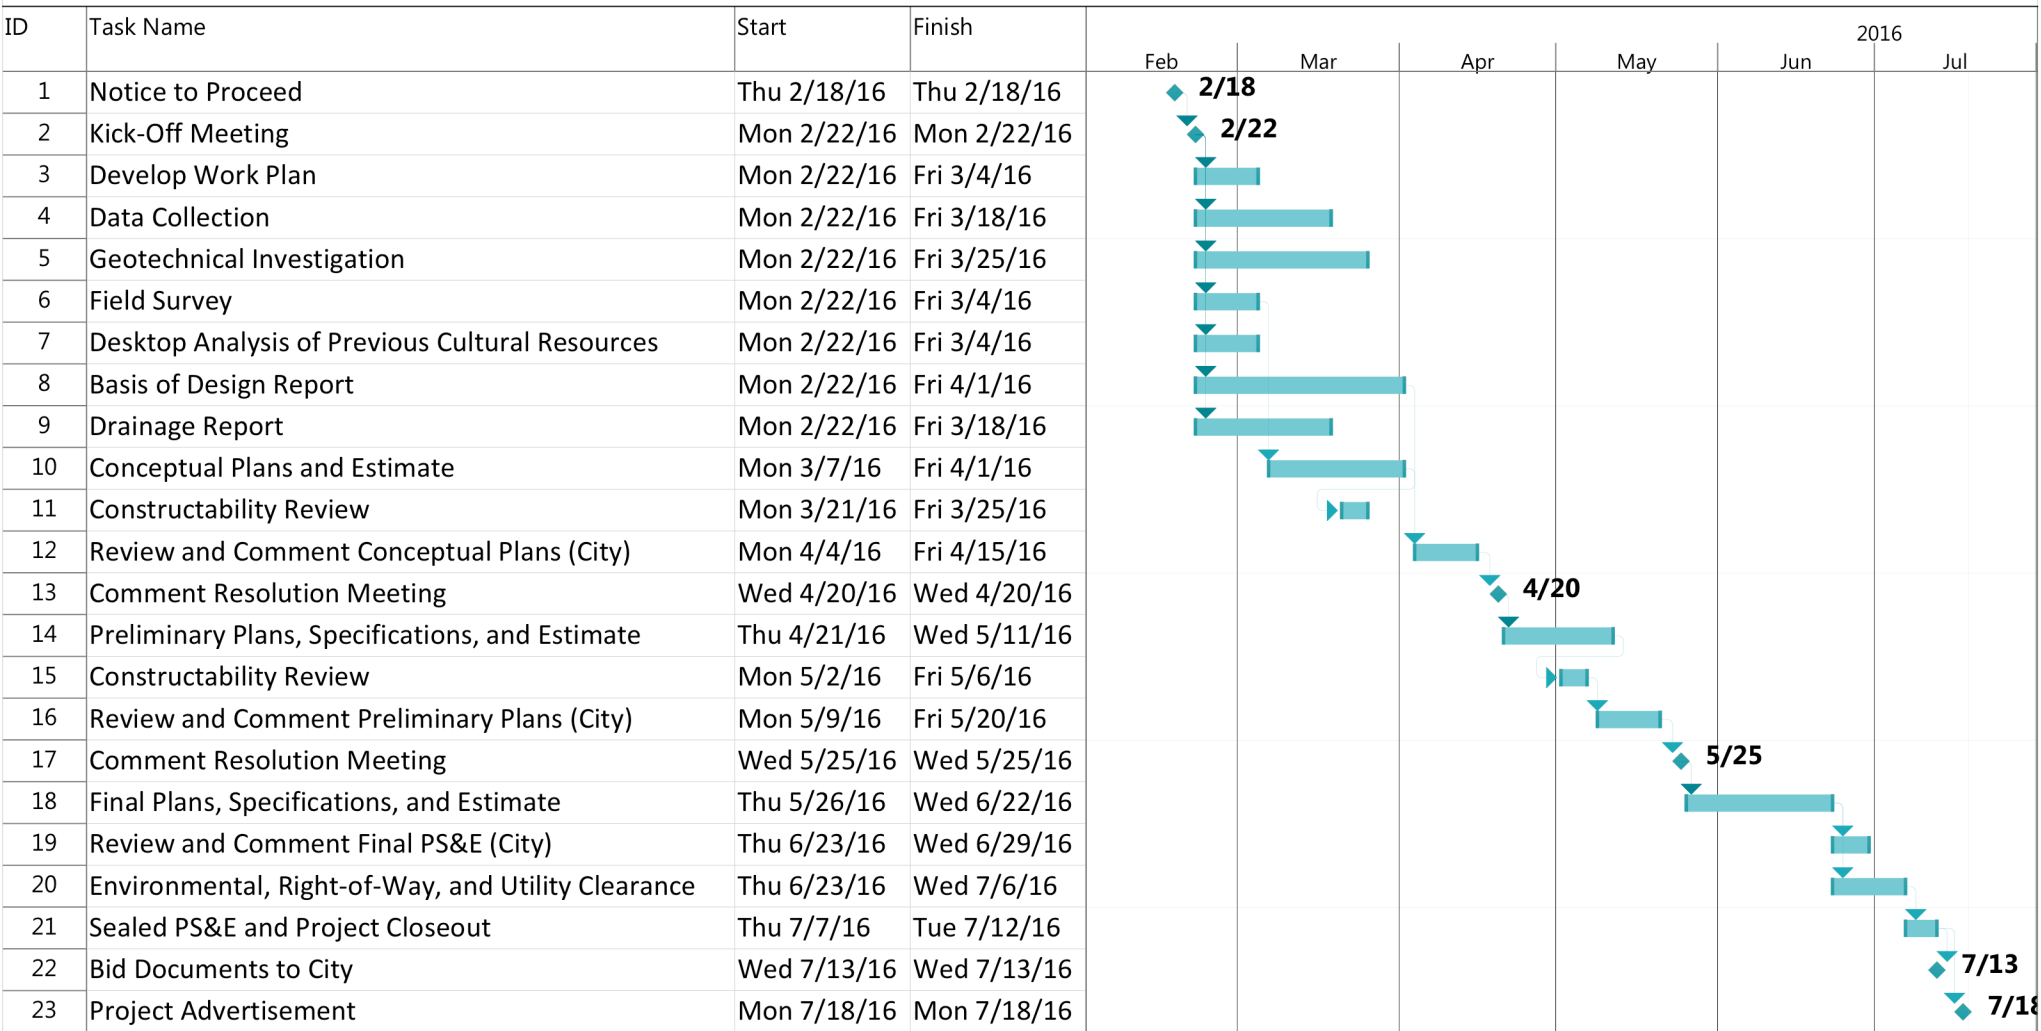 ID Task Name Start Finish 2016
Feb Mar Apr May Jun Jul
1 Notice to Proceed Thu 2/18/16 Thu 2/18/16 2/18
2 Kick-Off Meeting Mon 2/22/16 Mon 2/22/16 2/22
3 Develop Work Plan Mon 2/22/16 Fri 3/4/16
4 Data Collection Mon 2/22/16 Fri 3/18/16
5 Geotechnical Investigation Mon 2/22/16 Fri 3/25/16
6 Field Survey Mon 2/22/16 Fri 3/4/16
7 Desktop Analysis of Previous Cultural Resources Mon 2/22/16 Fri 3/4/16
8 Basis of Design Report Mon 2/22/16 Fri 4/1/16
9 Drainage Report Mon 2/22/16 Fri 3/18/16
10 Conceptual Plans and Estimate Mon 3/7/16 Fri 4/1/16
11 Constructability Review Mon 3/21/16 Fri 3/25/16
12 Review and Comment Conceptual Plans (City) Mon 4/4/16 Fri 4/15/16
13 Comment Resolution Meeting Wed 4/20/16 Wed 4/20/16 4/20
14 Preliminary Plans, Specifications, and Estimate Thu 4/21/16 Wed 5/11/16
15 Constructability Review Mon 5/2/16 Fri 5/6/16
16 Review and Comment Preliminary Plans (City) Mon 5/9/16 Fri 5/20/16
17 Comment Resolution Meeting Wed 5/25/16 Wed 5/25/16 5/25
18 Final Plans, Specifications, and Estimate Thu 5/26/16 Wed 6/22/16
19 Review and Comment Final PS&E (City) Thu 6/23/16 Wed 6/29/16
20 Environmental, Right-of-Way, and Utility Clearance Thu 6/23/16 Wed 7/6/16
21 Sealed PS&E and Project Closeout Thu 7/7/16 Tue 7/12/16
22 Bid Documents to City Wed 7/13/16 Wed 7/13/16 7/13
23 Project Advertisement Mon 7/18/16 Mon 7/18/16 7/18